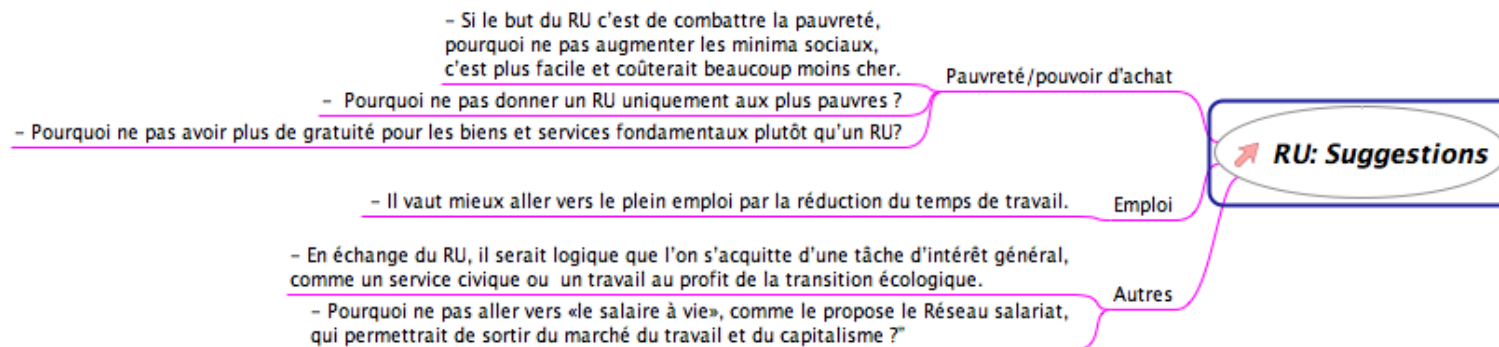 – Si le but du RU c'est de combattre la pauvreté,
pourquoi ne pas augmenter les minima sociaux,
c'est plus facile et coûterait beaucoup moins cher.
Pauvreté/pouvoir d'achat
– Pourquoi ne pas donner un RU uniquement aux plus pauvres ?
– Pourquoi ne pas avoir plus de gratuité pour les biens et services fondamentaux plutôt qu'un RU?
RU: Suggestions
– Il vaut mieux aller vers le plein emploi par la réduction du temps de travail.
Emploi
– En échange du RU, il serait logique que l'on s'acquitte d'une tâche d'intérêt général,
comme un service civique ou un travail au profit de la transition écologique.
Autres
– Pourquoi ne pas aller vers «le salaire à vie», comme le propose le Réseau salariat,
qui permettrait de sortir du marché du travail et du capitalisme ?"